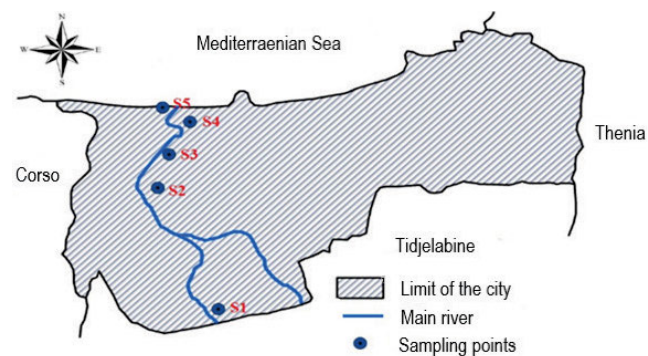 N
W
E
S
Mediterraenian Sea
S5
S4
S3
Thenia
Corso
S2
Tidjelabine
Limit of the city
S1
Main river
Sampling points